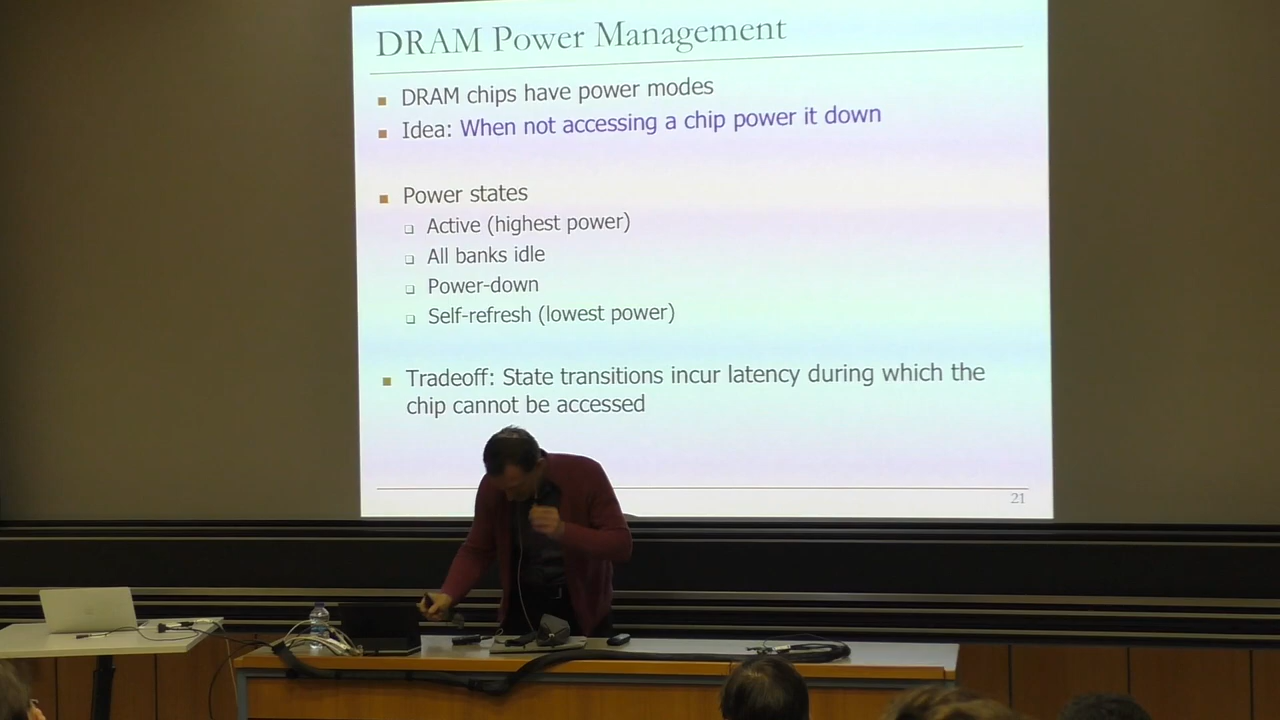 DRAM Power Management
DRAM chips have power modes
Idea: When not accessing a chip power it down
Power states
Active (highest power)
All banks idle
Power-down
Self-refresh (lowest power)
Tradeoff: State transitions incur latency during which the
chip cannot be accessed
21